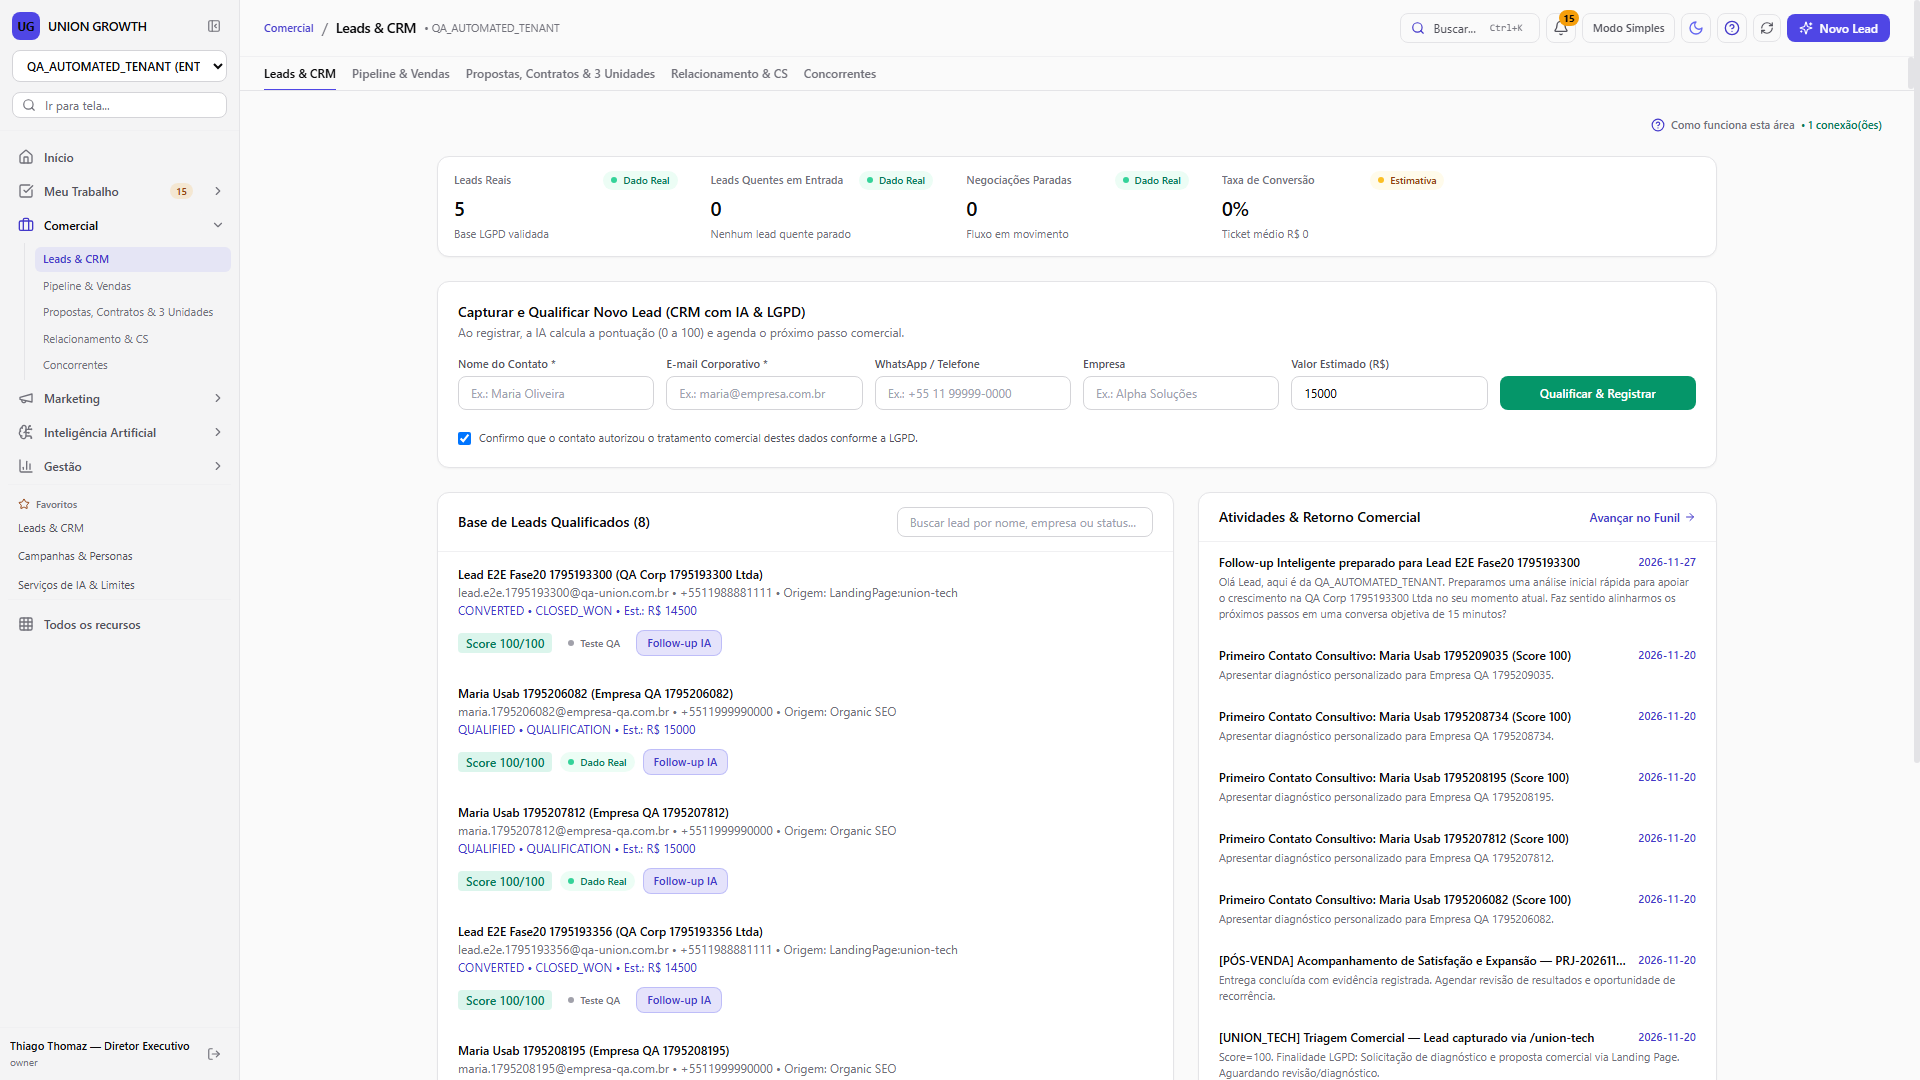 UG UNION GROWTH
QA_AUTOMATED_TENANT (ENT
Ir para tela...
Início
Meu Trabalho 15
Comercial
Leads & CRM
Pipeline & Vendas
Propostas, Contratos & 3 Unidades
Relacionamento & CS
Concorrentes
Marketing
Inteligência Artificial
Gestão
Favoritos
Leads & CRM
Campanhas & Personas
Serviços de IA & Limites
Todos os recursos
Thiago Thomaz — Diretor Executivo
owner
Comercial / Leads & CRM • QA_AUTOMATED_TENANT
Buscar... Ctrl+K
15
Modo Simples
Novo Lead
Leads & CRM Pipeline & Vendas Propostas, Contratos & 3 Unidades Relacionamento & CS Concorrentes
Como funciona esta área • 1 conexão(ões)
Leads Reais Dado Real
5
Base LGPD validada
Leads Quentes em Entrada Dado Real
0
Nenhum lead quente parado
Negociações Paradas Dado Real
0
Fluxo em movimento
Taxa de Conversão Estimativa
0%
Ticket médio R$ 0
Capturar e Qualificar Novo Lead (CRM com IA & LGPD)
Ao registrar, a IA calcula a pontuação (0 a 100) e agenda o próximo passo comercial.
Nome do Contato * E-mail Corporativo * WhatsApp / Telefone Empresa Valor Estimado (R$)
Ex.: Maria Oliveira Ex.: maria@empresa.com.br Ex.: +55 11 99999-0000 Ex.: Alpha Soluções 15000 Qualificar & Registrar
Confirmo que o contato autorizou o tratamento comercial destes dados conforme a LGPD.
Base de Leads Qualificados (8)
Buscar lead por nome, empresa ou status...
Lead E2E Fase20 1795193300 (QA Corp 1795193300 Ltda)
lead.e2e.1795193300@qa-union.com.br • +5511988881111 • Origem: LandingPage:union-tech
CONVERTED • CLOSED_WON • Est.: R$ 14500
Score 100/100 Teste QA Follow-up IA
Maria Usab 1795206082 (Empresa QA 1795206082)
maria.1795206082@empresa-qa.com.br • +5511999990000 • Origem: Organic SEO
QUALIFIED • QUALIFICATION • Est.: R$ 15000
Score 100/100 Dado Real Follow-up IA
Maria Usab 1795207812 (Empresa QA 1795207812)
maria.1795207812@empresa-qa.com.br • +5511999990000 • Origem: Organic SEO
QUALIFIED • QUALIFICATION • Est.: R$ 15000
Score 100/100 Dado Real Follow-up IA
Lead E2E Fase20 1795193356 (QA Corp 1795193356 Ltda)
lead.e2e.1795193356@qa-union.com.br • +5511988881111 • Origem: LandingPage:union-tech
CONVERTED • CLOSED_WON • Est.: R$ 14500
Score 100/100 Teste QA Follow-up IA
Maria Usab 1795208195 (Empresa QA 1795208195)
maria.1795208195@empresa-qa.com.br • +5511999990000 • Origem: Organic SEO
Atividades & Retorno Comercial Avançar no Funil
Follow-up Inteligente preparado para Lead E2E Fase20 1795193300 2026-11-27
Olá Lead, aqui é da QA_AUTOMATED_TENANT. Preparamos uma análise inicial rápida para apoiar
o crescimento na QA Corp 1795193300 Ltda no seu momento atual. Faz sentido alinharmos os
próximos passos em uma conversa objetiva de 15 minutos?
Primeiro Contato Consultivo: Maria Usab 1795209035 (Score 100) 2026-11-20
Apresentar diagnóstico personalizado para Empresa QA 1795209035.
Primeiro Contato Consultivo: Maria Usab 1795208734 (Score 100) 2026-11-20
Apresentar diagnóstico personalizado para Empresa QA 1795208734.
Primeiro Contato Consultivo: Maria Usab 1795208195 (Score 100) 2026-11-20
Apresentar diagnóstico personalizado para Empresa QA 1795208195.
Primeiro Contato Consultivo: Maria Usab 1795207812 (Score 100) 2026-11-20
Apresentar diagnóstico personalizado para Empresa QA 1795207812.
Primeiro Contato Consultivo: Maria Usab 1795206082 (Score 100) 2026-11-20
Apresentar diagnóstico personalizado para Empresa QA 1795206082.
[PÓS-VENDA] Acompanhamento de Satisfação e Expansão — PRJ-202611... 2026-11-20
Entrega concluída com evidência registrada. Agendar revisão de resultados e oportunidade de
recorrência.
[UNION_TECH] Triagem Comercial — Lead capturado via /union-tech 2026-11-20
Score=100. Finalidade LGPD: Solicitação de diagnóstico e proposta comercial via Landing Page.
Aguardando revisão/diagnóstico.